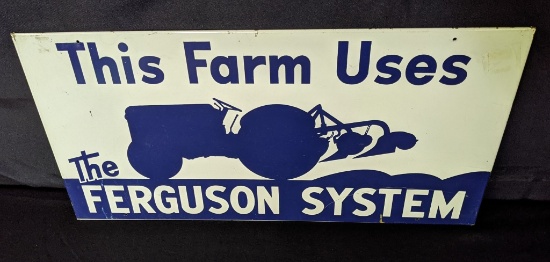 This Farm Uses
The
FERGUSON SYSTEM